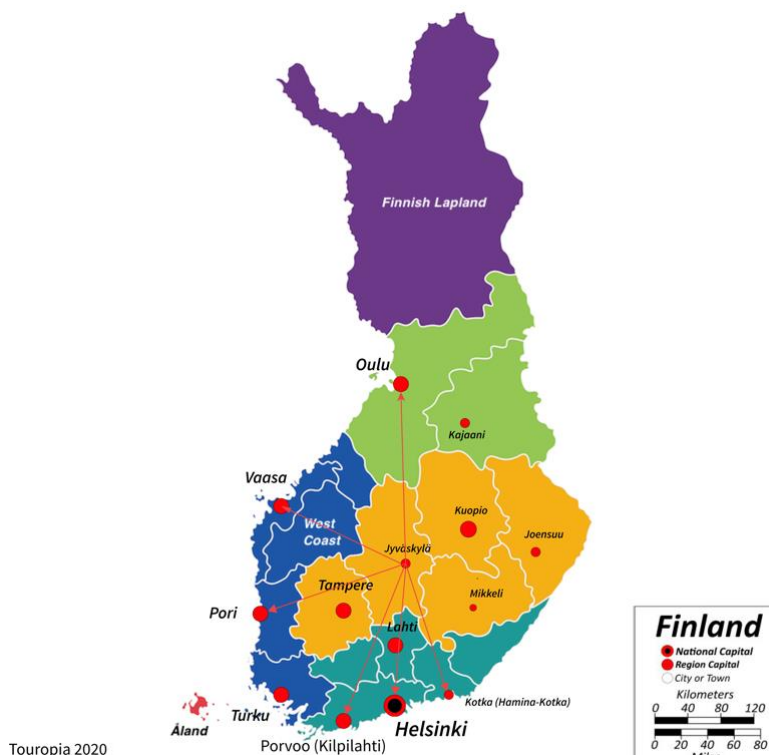 Finnish Lapland
Oulu
Kajaani
Vaasa
West
Coast
Kuopio
Joensuu
Jyväskylä
Tampere
Mikkeli
Pori
Lahti
Kotka (Hamina-Kotka)
Turku
Helsinki
Åland
Porvoo (Kilpilahti)
Touropia 2020
Finland
National Capital
Region Capital
City or Town
Kilometers
0 40 80 120
0 20 40 60 80
Miles